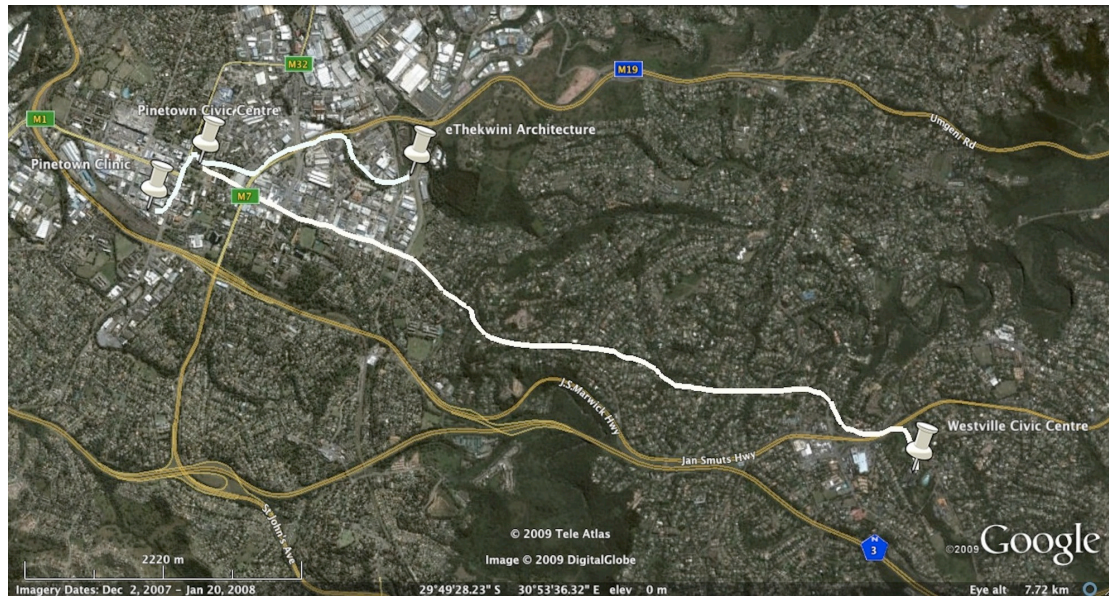 M32
M19
Pinetown Civic Centre
M1
eThekwini Architecture
Umgeni Rd
Pinetown Clinic
M7
J.S.Marwick Hwy
Westville Civic Centre
Jan Smuts Hwy
St John's Ave
© 2009 Tele Atlas
N
3
©2009 Google
2220 m
Image © 2009 DigitalGlobe
Imagery Dates: Dec 2, 2007 - Jan 20, 2008
29°49'28.23" S 30°53'36.32" E elev 0 m
Eye alt 7.72 km